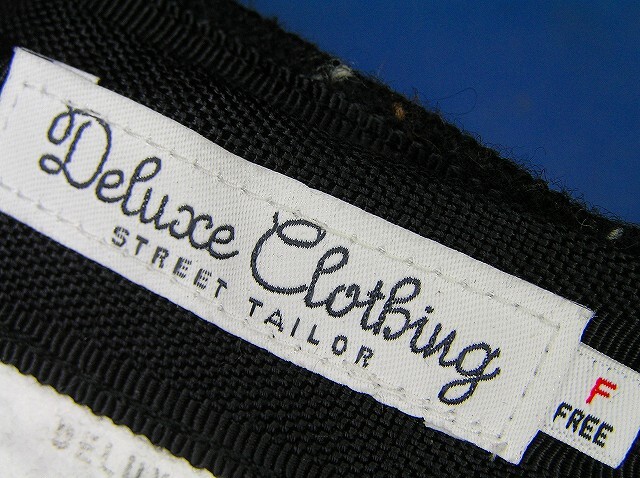 Deluxe Clothing
STREET TAILOR
F
FREE